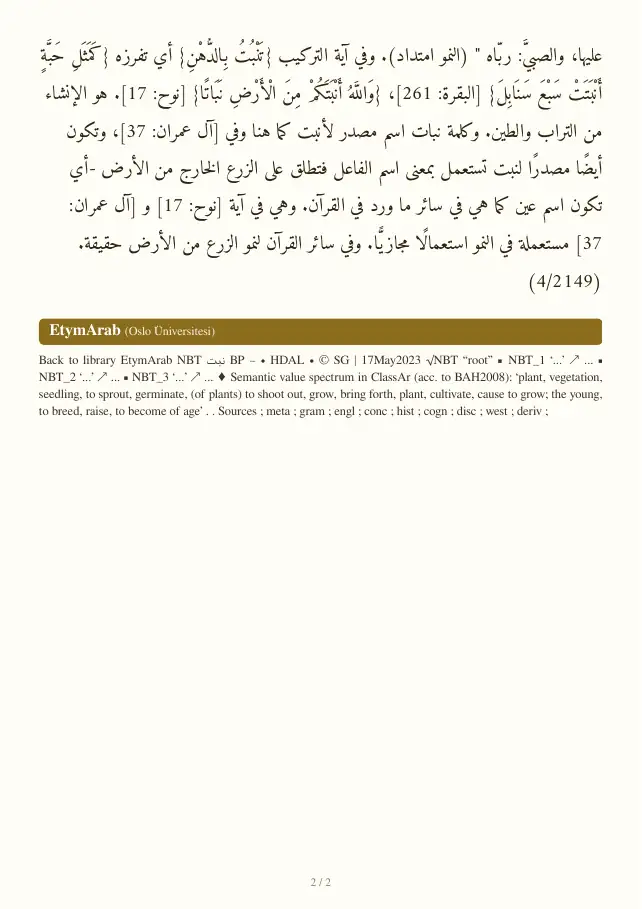 عليها، والصبيَّ: ربّاه " (النمو امتداد). وفي آية التركيب {تَنْبُتُ بِالدُّهْنِ} أي تفرزه {كَمَثَلِ حَبَّةٍ
أَنْبَتَتْ سَبْعَ سَنَابِلَ} [البقرة: 261]، {وَاللَّهُ أَنْبَتَكُمْ مِنَ الْأَرْضِ نَبَاتًا} [نوح: 17]. هو الإنشاء
من التراب والطين. وكلمة نبات اسم مصدر لأنبت كما هنا وفي [آل عمران: 37]، وتكون
أيضًا مصدرًا لنبت تستعمل بمعنى اسم الفاعل فتطلق على الزرع الخارج من الأرض -أي
تكون اسم عين كما هي في سائر ما ورد في القرآن. وهي في آية [نوح: 17] و [آل عمران:
37] مستعملة في النمو استعمالًا مجازيًّا. وفي سائر القرآن لنمو الزرع من الأرض حقيقة.
(4/2149)
EtymArab (Oslo Üniversitesi)
Back to library EtymArab NBT نبت BP – • HDAL • © SG | 17May2023 √NBT “root” ▪ NBT_1 ‘...’ ↗ ... ▪
NBT_2 ‘...’ ↗ ... ▪ NBT_3 ‘...’ ↗ ... ♦ Semantic value spectrum in ClassAr (acc. to BAH2008): ‘plant, vegetation,
seedling, to sprout, germinate, (of plants) to shoot out, grow, bring forth, plant, cultivate, cause to grow; the young,
to breed, raise, to become of age’ . . Sources ; meta ; gram ; engl ; conc ; hist ; cogn ; disc ; west ; deriv ;
2 / 2